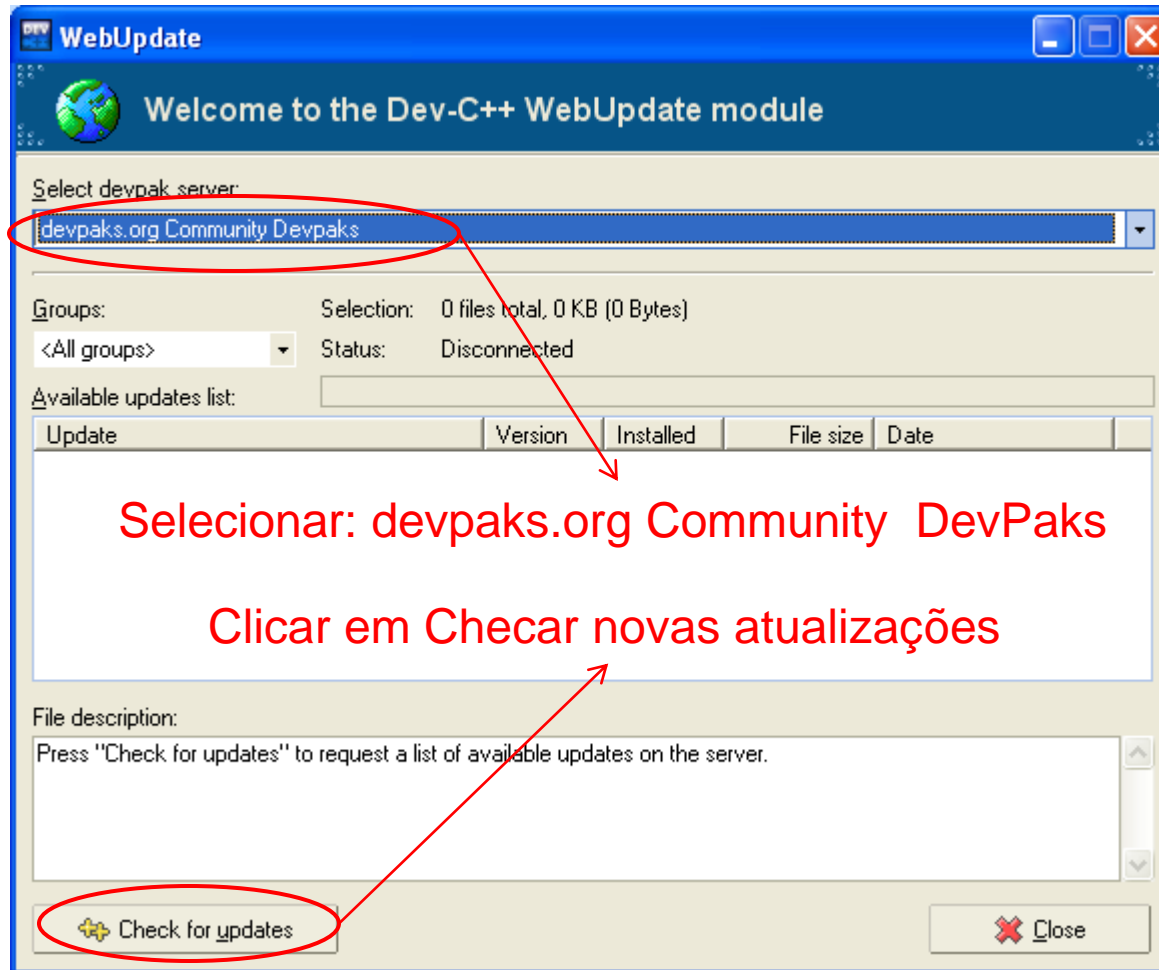 WebUpdate
Welcome to the Dev-C++ WebUpdate module
Select devpak server:
devpaks.org Community Devpaks
Groups:
Selection: 0 files total, 0 KB (0 Bytes)
<All groups>
Status: Disconnected
Available updates list:
Update Version Installed File size Date
Selecionar: devpaks.org Community DevPaks
Clicar em Checar novas atualizações
File description:
Press "Check for updates" to request a list of available updates on the server.
Check for updates
Close